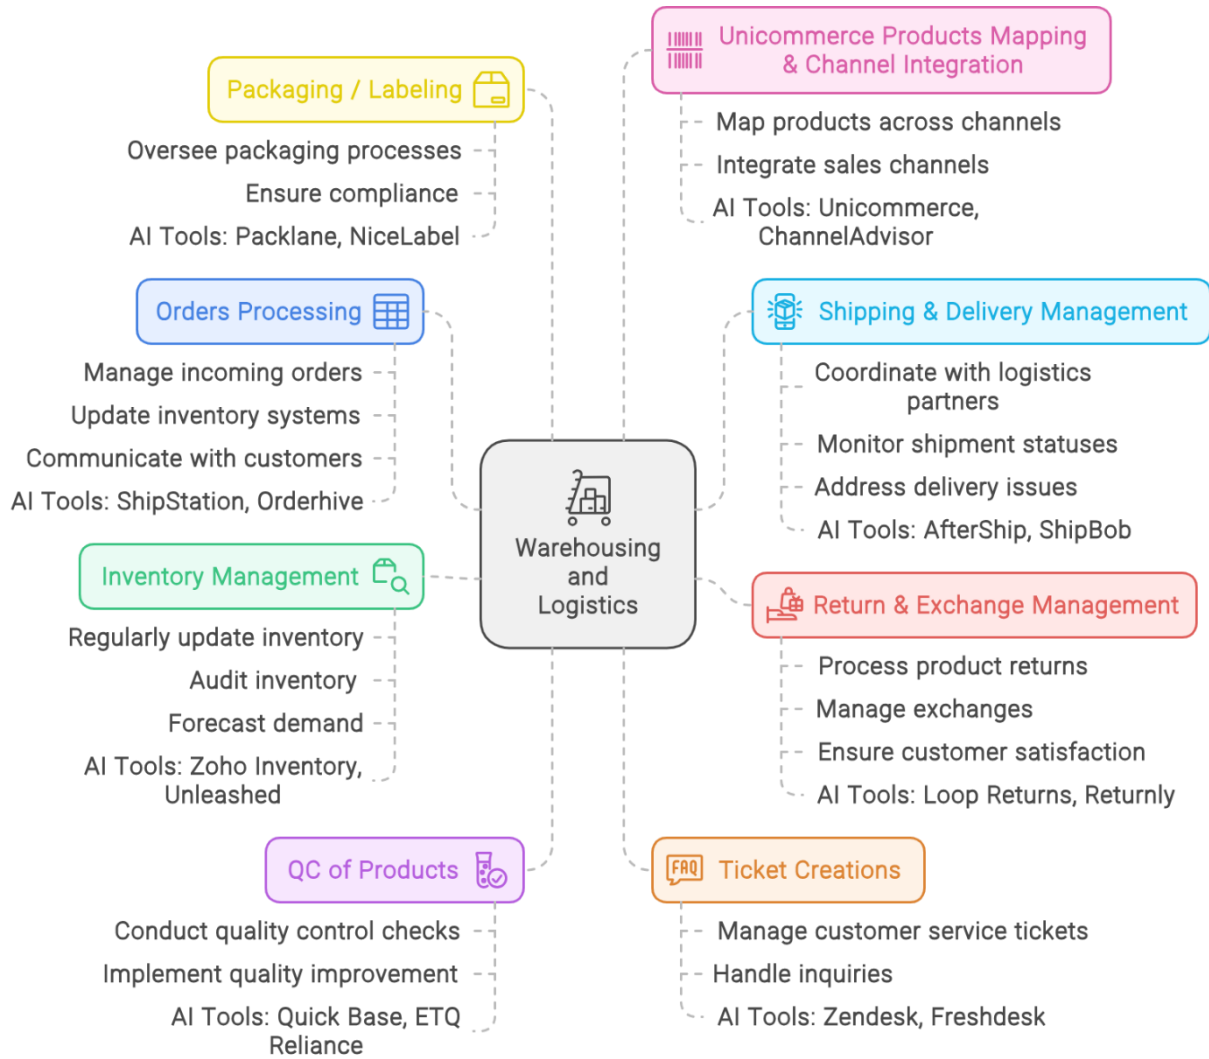 Unicommerce Products Mapping
& Channel Integration
Map products across channels
Integrate sales channels
AI Tools: Unicommerce,
ChannelAdvisor
Packaging / Labeling
Oversee packaging processes
Ensure compliance
AI Tools: Packlane, NiceLabel
Orders Processing
Manage incoming orders
Update inventory systems
Communicate with customers
AI Tools: ShipStation, Orderhive
Shipping & Delivery Management
Coordinate with logistics
partners
Monitor shipment statuses
Address delivery issues
AI Tools: AfterShip, ShipBob
Warehousing
and
Logistics
Inventory Management
Regularly update inventory
Audit inventory
Forecast demand
AI Tools: Zoho Inventory,
Unleashed
Return & Exchange Management
Process product returns
Manage exchanges
Ensure customer satisfaction
AI Tools: Loop Returns, Returnly
QC of Products
Conduct quality control checks
Implement quality improvement
AI Tools: Quick Base, ETQ
Reliance
FAQ
Ticket Creations
Manage customer service tickets
Handle inquiries
AI Tools: Zendesk, Freshdesk